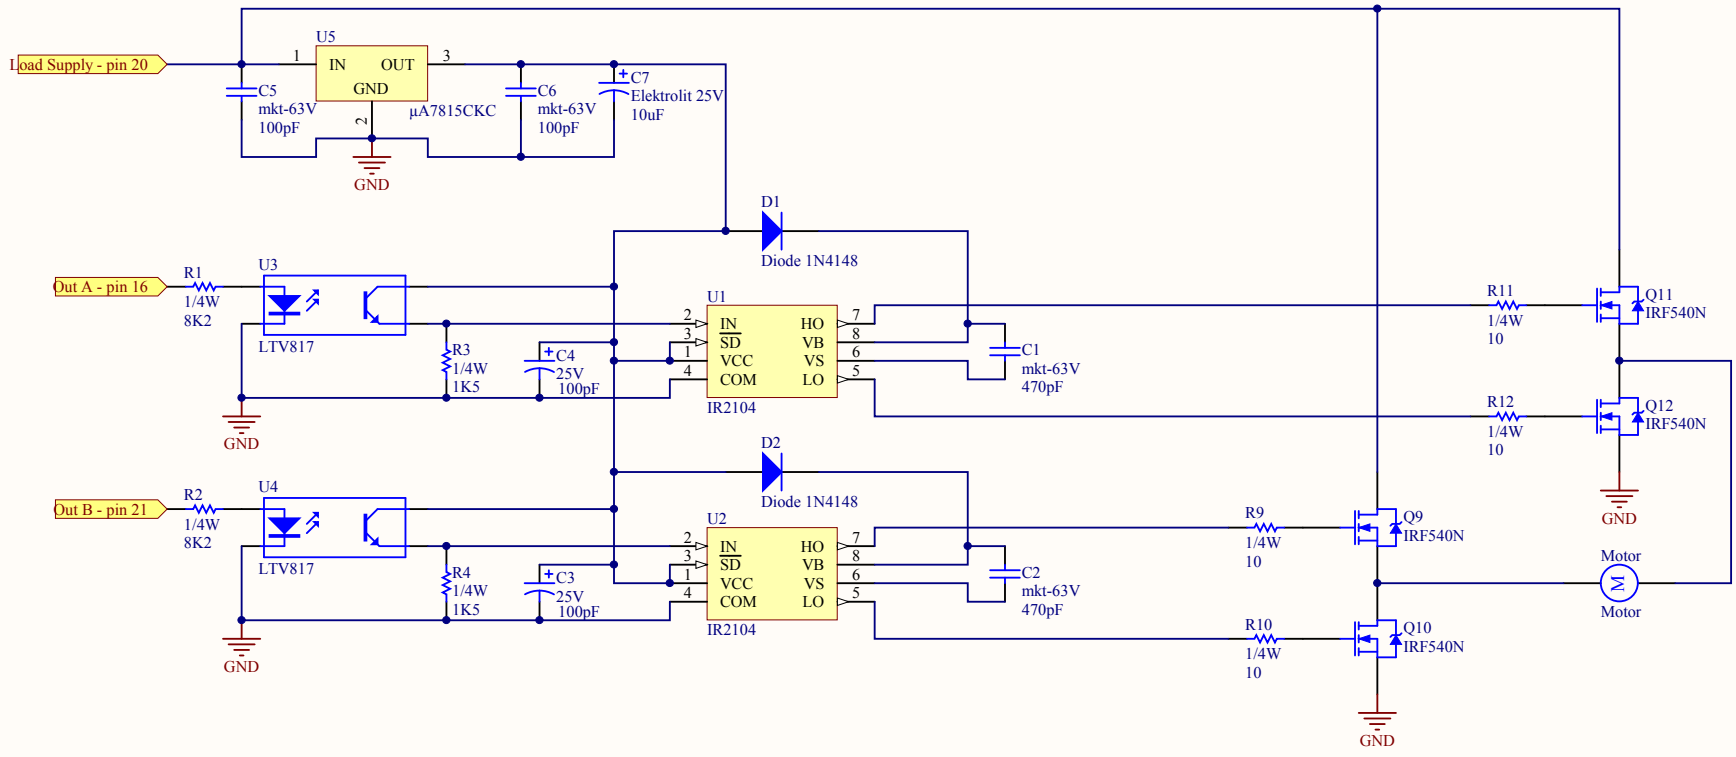 Load Supply - pin 20
U5
1
IN
OUT
3
GND
2
µA7815CKC
C5
mkt-63V
100pF
C6
mkt-63V
100pF
C7
Elektrolit 25V
10uF
GND
D1
Diode 1N4148
Out A - pin 16
R1
1/4W
8K2
U3
LTV817
R3
1/4W
1K5
C4
25V
100pF
GND
U1
2 IN HO 7
3 SD VB 8
1 VCC VS 6
4 COM LO 5
IR2104
C1
mkt-63V
470pF
R11
1/4W
10
Q11
IRF540N
R12
1/4W
10
Q12
IRF540N
GND
D2
Diode 1N4148
Out B - pin 21
R2
1/4W
8K2
U4
LTV817
R4
1/4W
1K5
C3
25V
100pF
GND
U2
2 IN HO 7
3 SD VB 8
1 VCC VS 6
4 COM LO 5
IR2104
C2
mkt-63V
470pF
R9
1/4W
10
Q9
IRF540N
R10
1/4W
10
Q10
IRF540N
GND
Motor
M
Motor